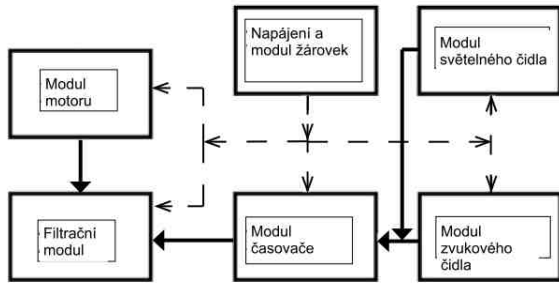 Napájení a
modul žárovek
Modul
světelného čidla
Modul
motoru
Filtrační
modul
Modul
časovače
Modul
zvukového
čidla